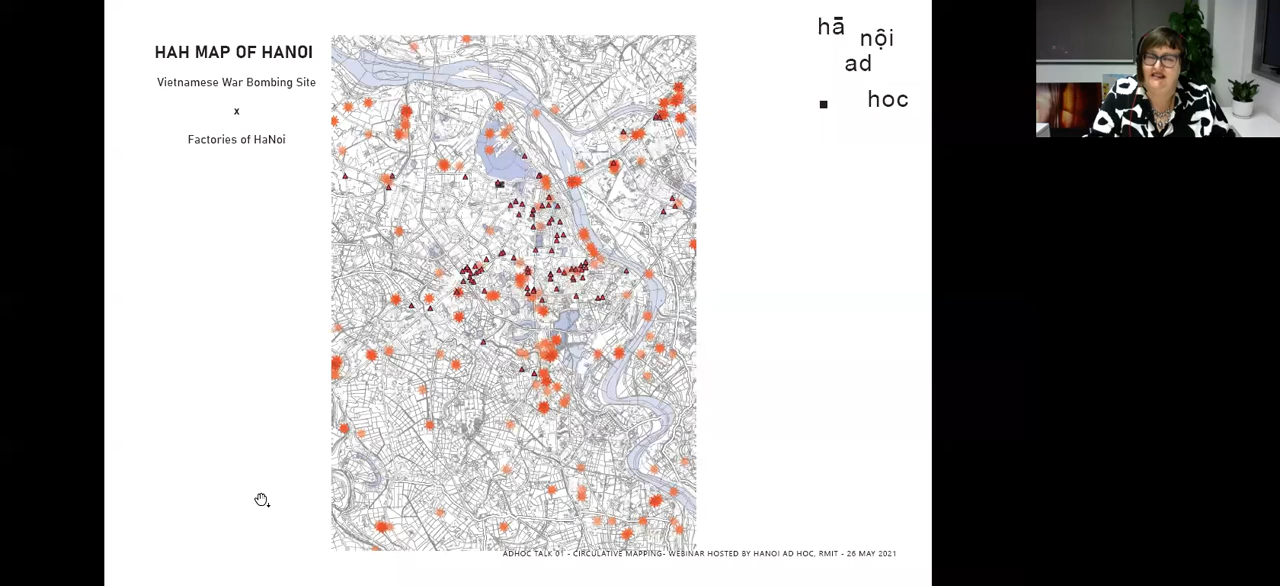 HAH MAP OF HANOI
Vietnamese War Bombing Site
x
Factories of HaNoi
hā
nội
ad
hoc
ADHOC TALK 01 - CIRCULATIVE MAPPING- WEBINAR HOSTED BY HANOI AD HOC, RMIT - 26 MAY 2021